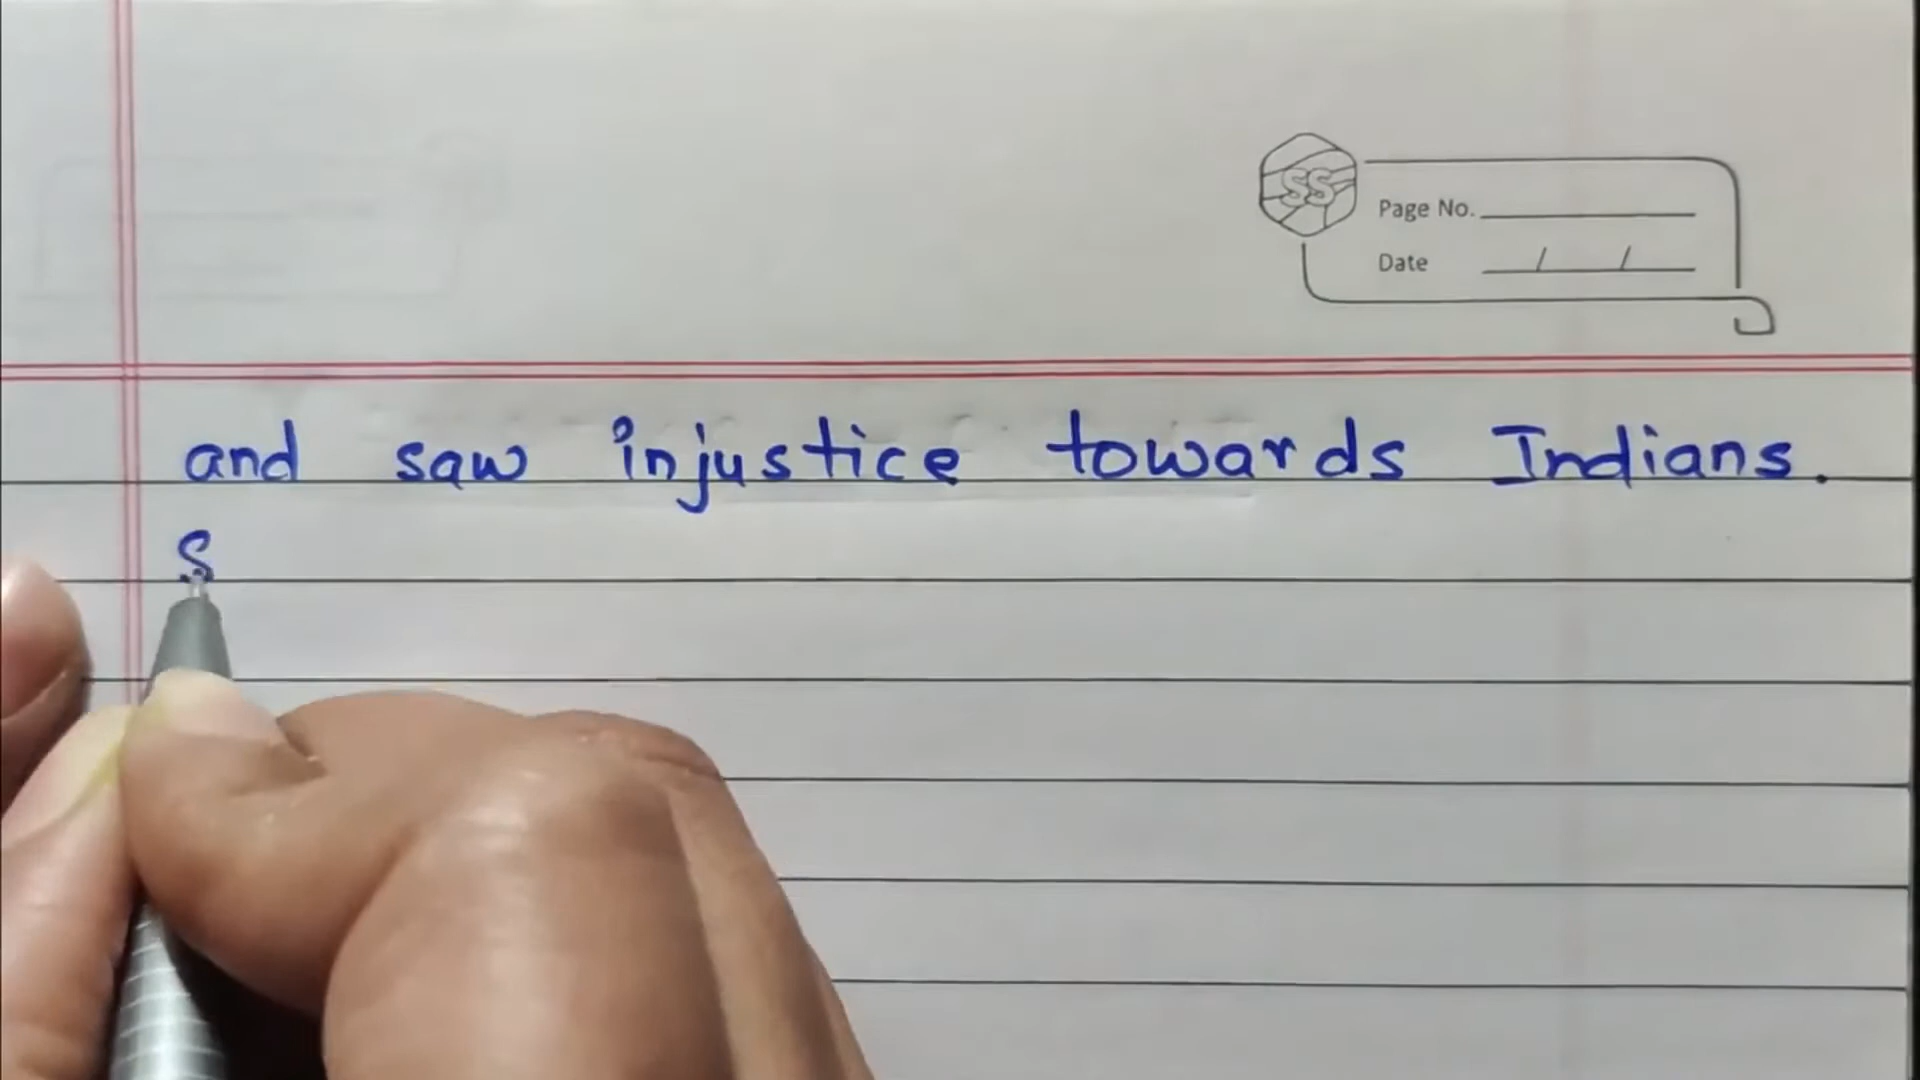 SS
Page No.
Date / /
and saw injustice towards Indians.
S